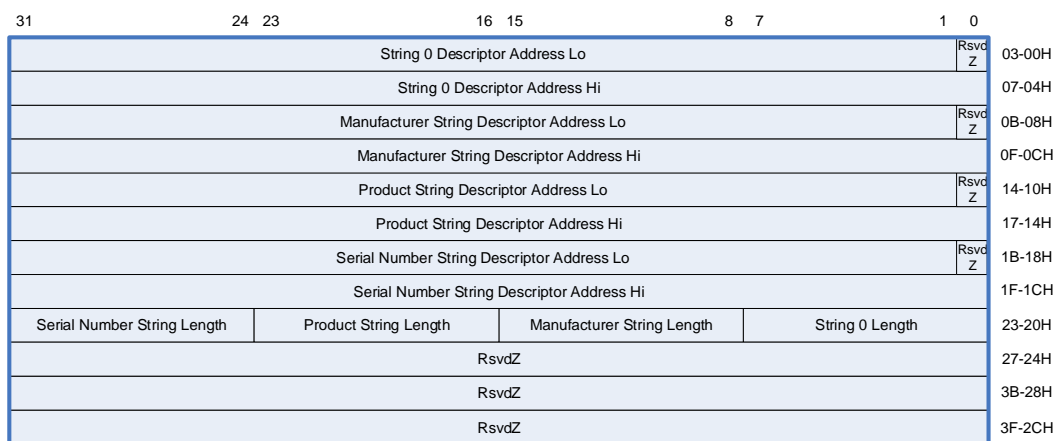 31 24 23 16 15 8 7 1 0
String 0 Descriptor Address Lo Rsvd Z 03-00H
String 0 Descriptor Address Hi 07-04H
Manufacturer String Descriptor Address Lo Rsvd Z 0B-08H
Manufacturer String Descriptor Address Hi 0F-0CH
Product String Descriptor Address Lo Rsvd Z 14-10H
Product String Descriptor Address Hi 17-14H
Serial Number String Descriptor Address Lo Rsvd Z 1B-18H
Serial Number String Descriptor Address Hi 1F-1CH
Serial Number String Length Product String Length Manufacturer String Length String 0 Length 23-20H
RsvdZ 27-24H
RsvdZ 3B-28H
RsvdZ 3F-2CH